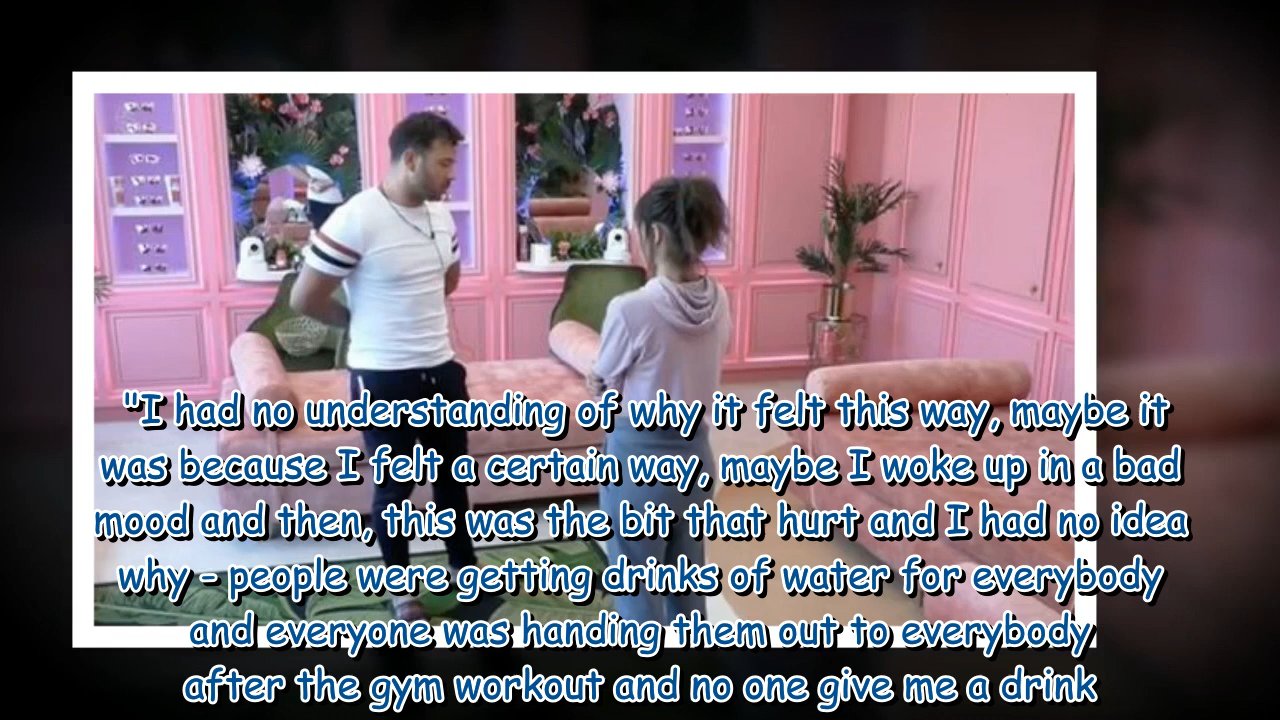 "I had no understanding of why it felt this way, maybe it
was because I felt a certain way, maybe I woke up in a bad
mood and then, this was the bit that hurt and I had no idea
why - people were getting drinks of water for everybody
and everyone was handing them out to everybody
after the gym workout and no one give me a drink